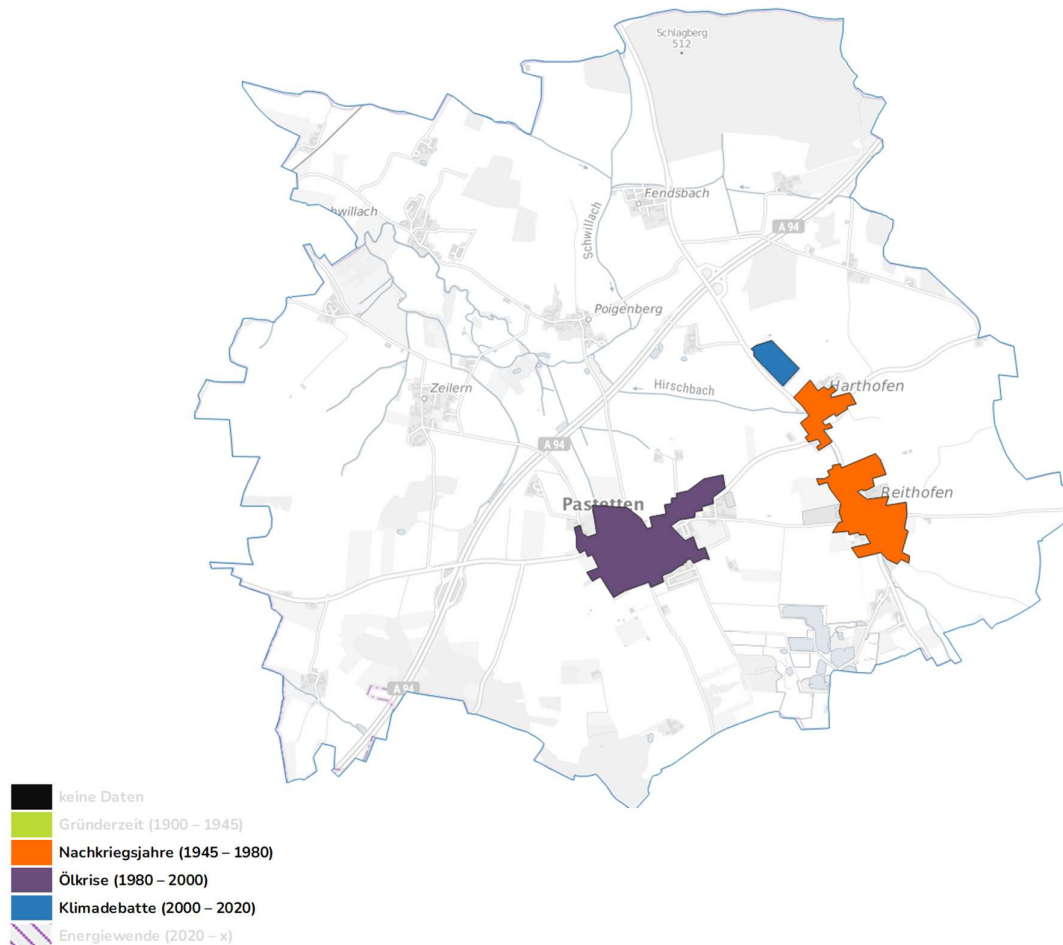 Schlagberg
512
Fendsbach
hwillach
Schwillach
A 94
Poigenberg
Hirschbach
Harthofen
Zeilern
A 94
Reithofen
Pastetten
A 94
keine Daten
Gründerzeit (1900 – 1945)
Nachkriegsjahre (1945 – 1980)
Ölkrise (1980 – 2000)
Klimadebatte (2000 – 2020)
Energiewende (2020 – x)